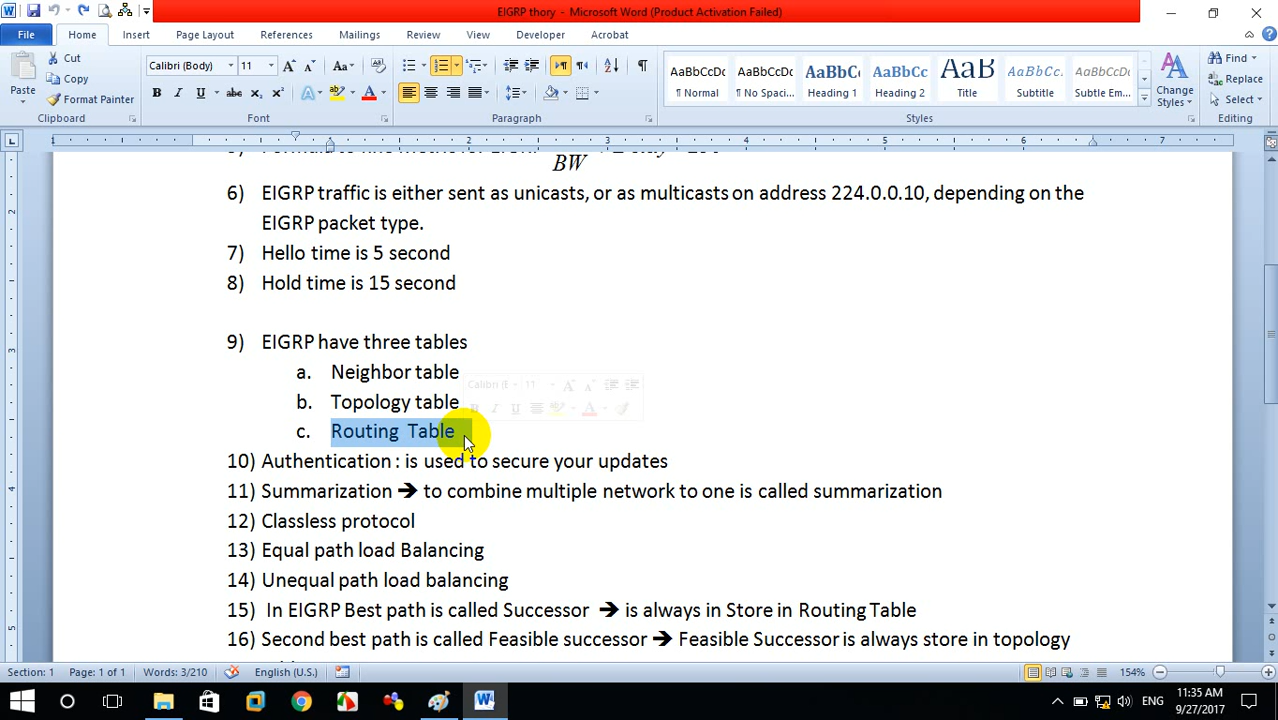 EIGRP thory - Microsoft Word (Product Activation Failed)
File Home Insert Page Layout References Mailings Review View Developer Acrobat
Paste
Cut
Copy
Format Painter
Clipboard
Calibri (Body) 11
Font
Paragraph
AaBbCcDc AaBbCcDc AaBbC AaBbCc AaB AaBbCc. AaBbCcDc
¶ Normal ¶ No Spaci... Heading 1 Heading 2 Title Subtitle Subtle Em...
Styles
Change Styles
Find
Replace
Select
Editing
1 1 2 3 4 5 6 7
BW
6) EIGRP traffic is either sent as unicasts, or as multicasts on address 224.0.0.10, depending on the
EIGRP packet type.
7) Hello time is 5 second
8) Hold time is 15 second
9) EIGRP have three tables
a. Neighbor table
b. Topology table
c. Routing Table
10) Authentication : is used to secure your updates
11) Summarization ➔ to combine multiple network to one is called summarization
12) Classless protocol
13) Equal path load Balancing
14) Unequal path load balancing
15) In EIGRP Best path is called Successor ➔ is always in Store in Routing Table
16) Second best path is called Feasible successor ➔ Feasible Successor is always store in topology
Section: 1 Page: 1 of 1 Words: 3/210 English (U.S.) 154%
ENG
11:35 AM
9/27/2017